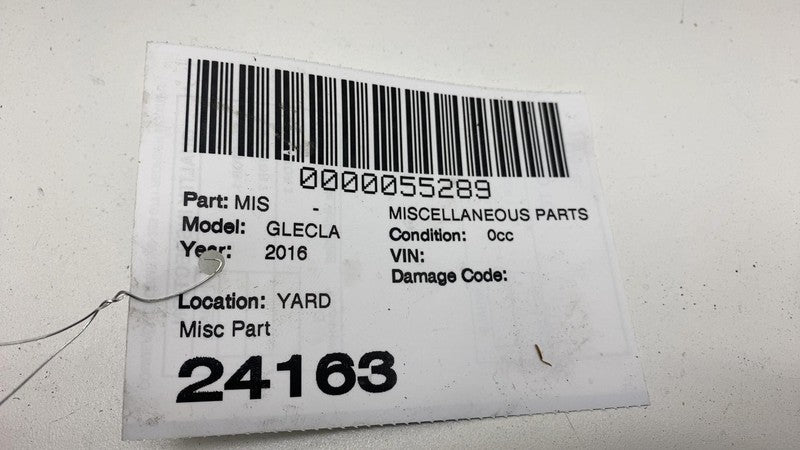 0000055289
Part: MIS - MISCELLANEOUS PARTS
Model: GLECLA Condition: 0cc
Year: 2016 VIN:
Damage Code:
Location: YARD
Misc Part
24163